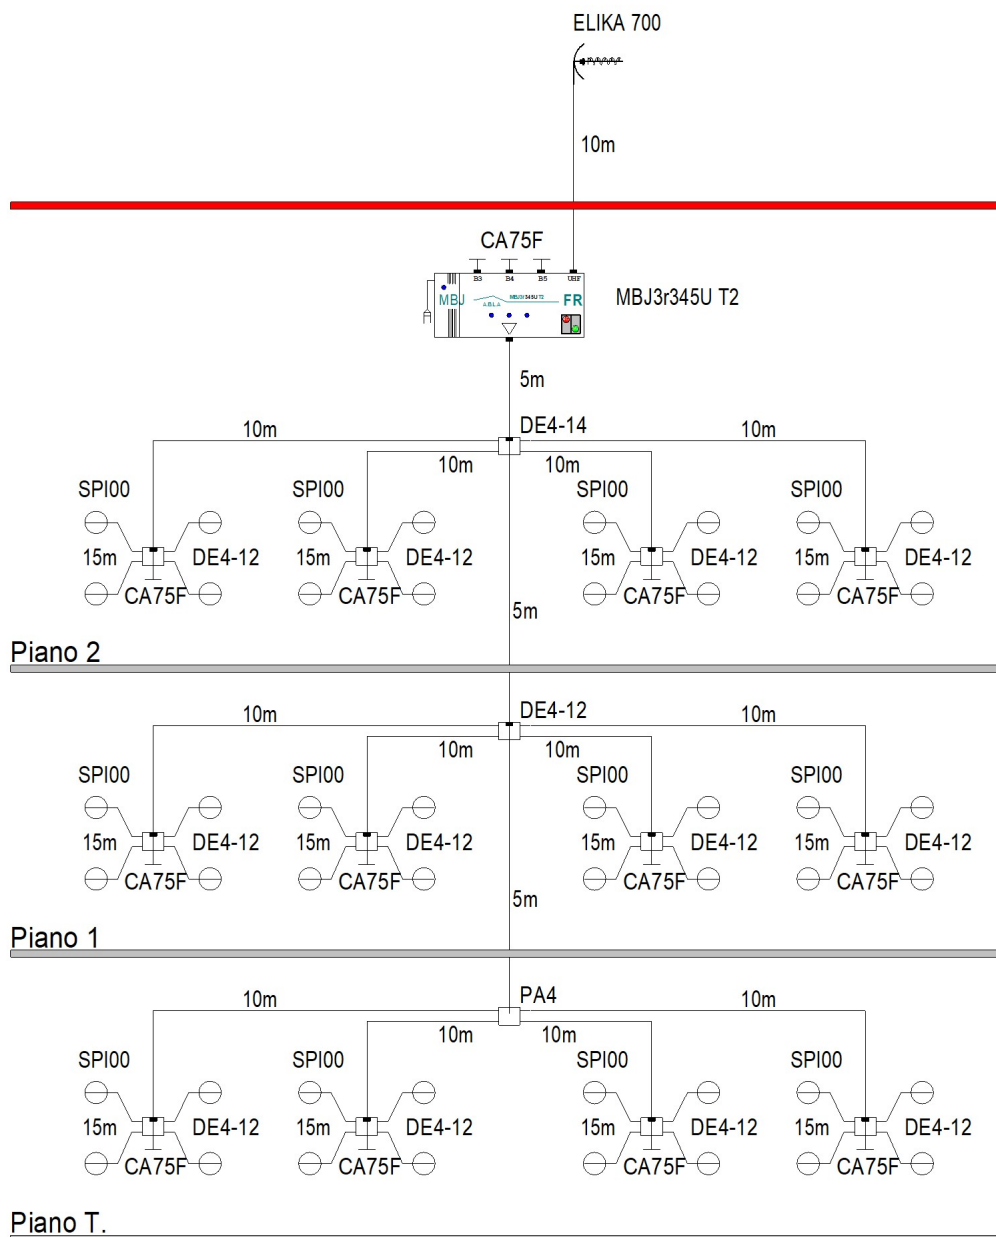 ELIKA 700
10m
CA75F
B3 B4 B5 UHF
MBJ A.BI.A MBJ3r345U T2 FR
MBJ3r345U T2
5m
DE4-14
10m 10m
10m 10m
SPI00 SPI00 SPI00 SPI00
15m DE4-12 15m DE4-12 15m DE4-12 15m DE4-12
CA75F CA75F CA75F CA75F
5m
Piano 2
DE4-12
10m 10m
10m 10m
SPI00 SPI00 SPI00 SPI00
15m DE4-12 15m DE4-12 15m DE4-12 15m DE4-12
CA75F CA75F CA75F CA75F
5m
Piano 1
PA4
10m 10m
10m 10m
SPI00 SPI00 SPI00 SPI00
15m DE4-12 15m DE4-12 15m DE4-12 15m DE4-12
CA75F CA75F CA75F CA75F
Piano T.